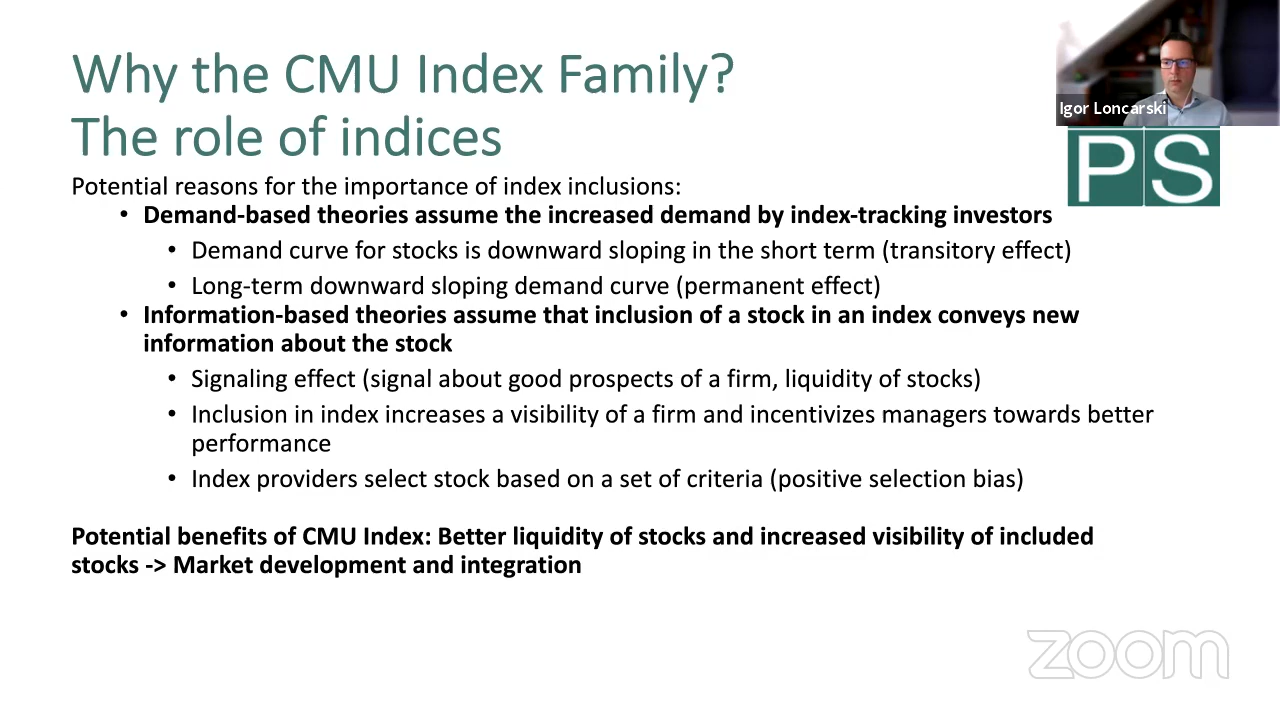 Why the CMU Index Family?
The role of indices
Igor Loncarski
PS
Potential reasons for the importance of index inclusions:
• Demand-based theories assume the increased demand by index-tracking investors
• Demand curve for stocks is downward sloping in the short term (transitory effect)
• Long-term downward sloping demand curve (permanent effect)
• Information-based theories assume that inclusion of a stock in an index conveys new
information about the stock
• Signaling effect (signal about good prospects of a firm, liquidity of stocks)
• Inclusion in index increases a visibility of a firm and incentivizes managers towards better
performance
• Index providers select stock based on a set of criteria (positive selection bias)
Potential benefits of CMU Index: Better liquidity of stocks and increased visibility of included
stocks -> Market development and integration
zoom